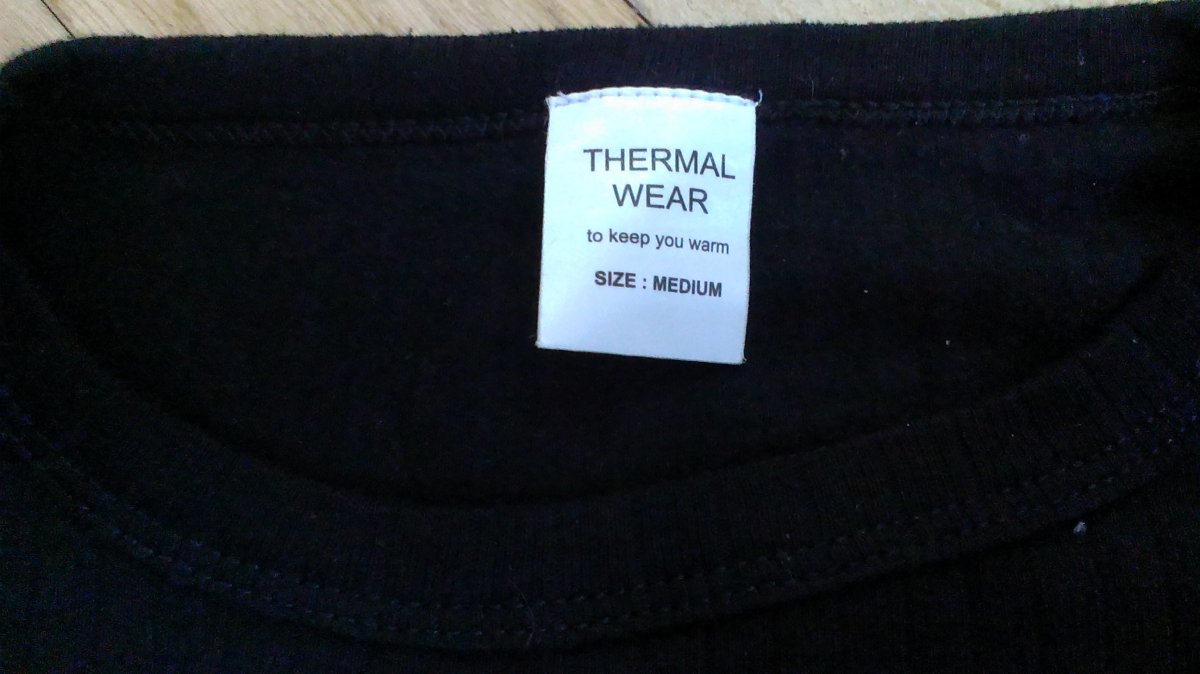 THERMAL
WEAR
to keep you warm
SIZE : MEDIUM